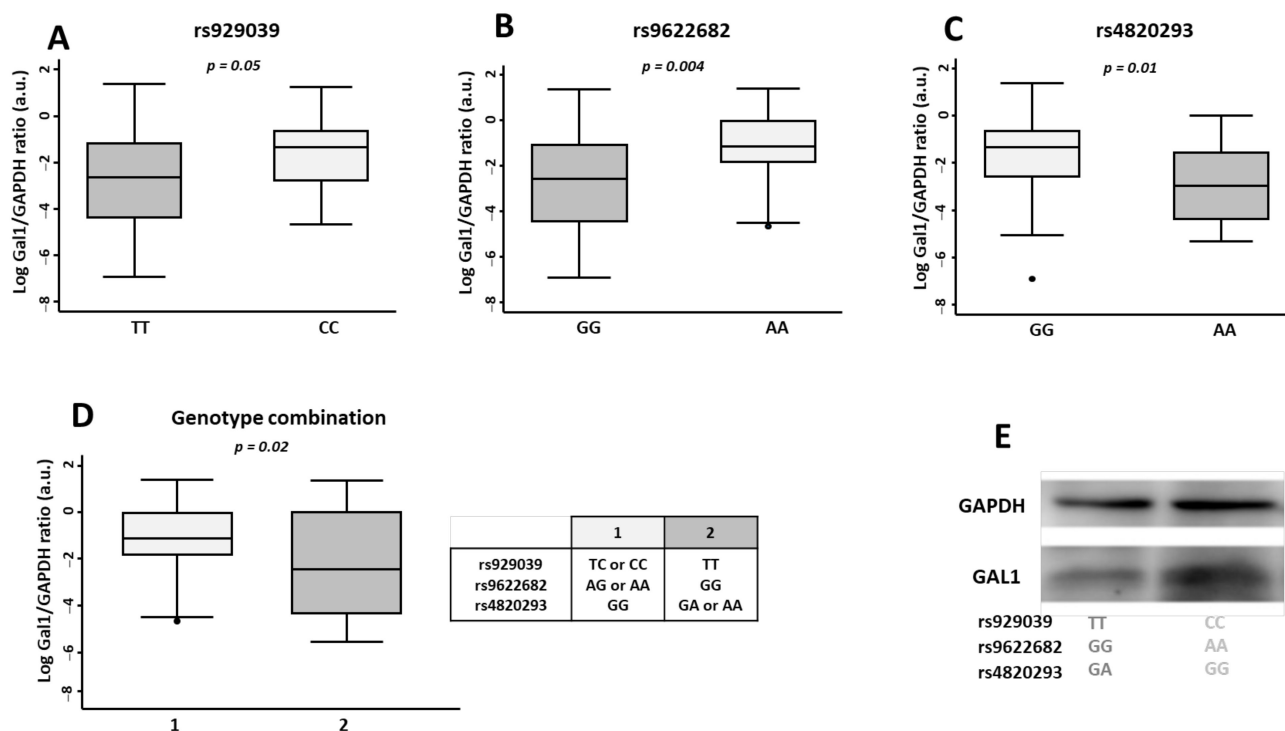 A
rs929039
p = 0.05
Log Gal1/GAPDH ratio (a.u.)
2
0
−2
−4
−6
−8
TT CC
B
rs9622682
p = 0.004
Log Gal1/GAPDH ratio (a.u.)
2
0
−2
−4
−6
−8
GG AA
C
rs4820293
p = 0.01
Log Gal1/GAPDH ratio (a.u.)
2
0
−2
−4
−6
−8
GG AA
D
Genotype combination
p = 0.02
Log Gal1/GAPDH ratio (a.u.)
2
0
−2
−4
−6
−8
1 2
1 2
rs929039 TC or CC TT
rs9622682 AG or AA GG
rs4820293 GG GA or AA
E
GAPDH
GAL1
rs929039 TT CC
rs9622682 GG AA
rs4820293 GA GG